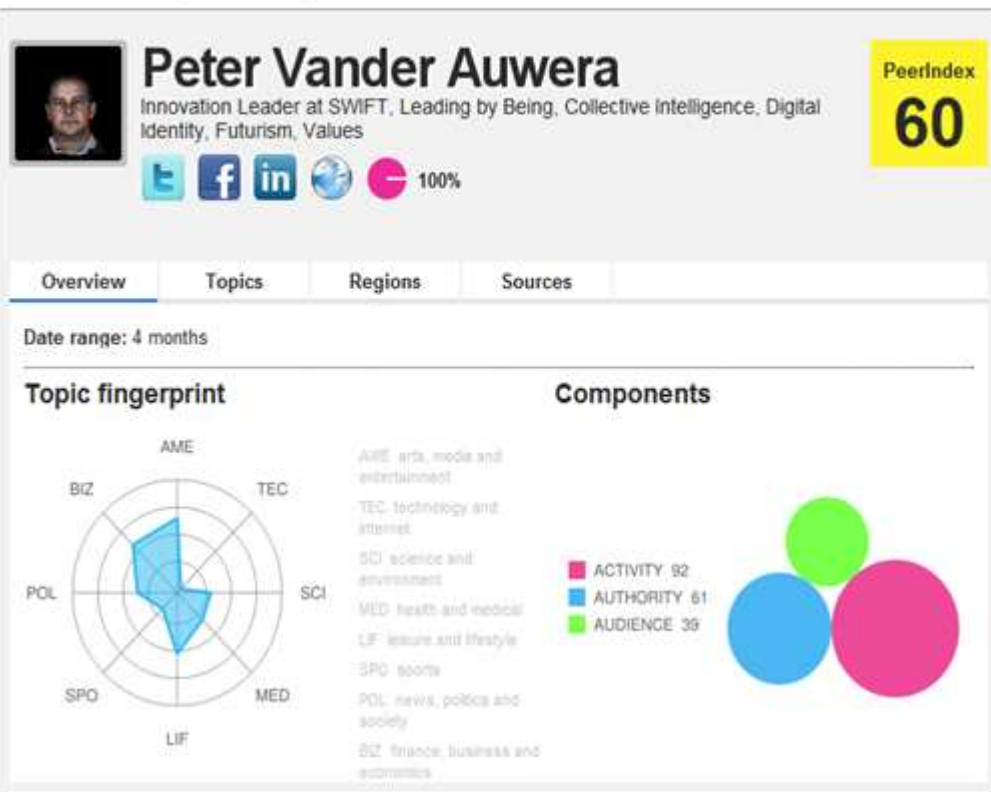 Peter Vander Auwera
Innovation Leader at SWIFT, Leading by Being, Collective Intelligence, Digital
Identity, Futurism, Values
100%
PeerIndex
60
Overview
Topics
Regions
Sources
Date range: 4 months
Topic fingerprint
AME
TEC
SCI
MED
LIF
SPO
POL
BIZ
AME arts, media and
entertainment
TEC technology and
internet
SCI science and
environment
MED health and medical
LIF leisure and lifestyle
SPO sports
POL news, politics and
society
BIZ finance, business and
economics
Components
ACTIVITY 92
AUTHORITY 61
AUDIENCE 39